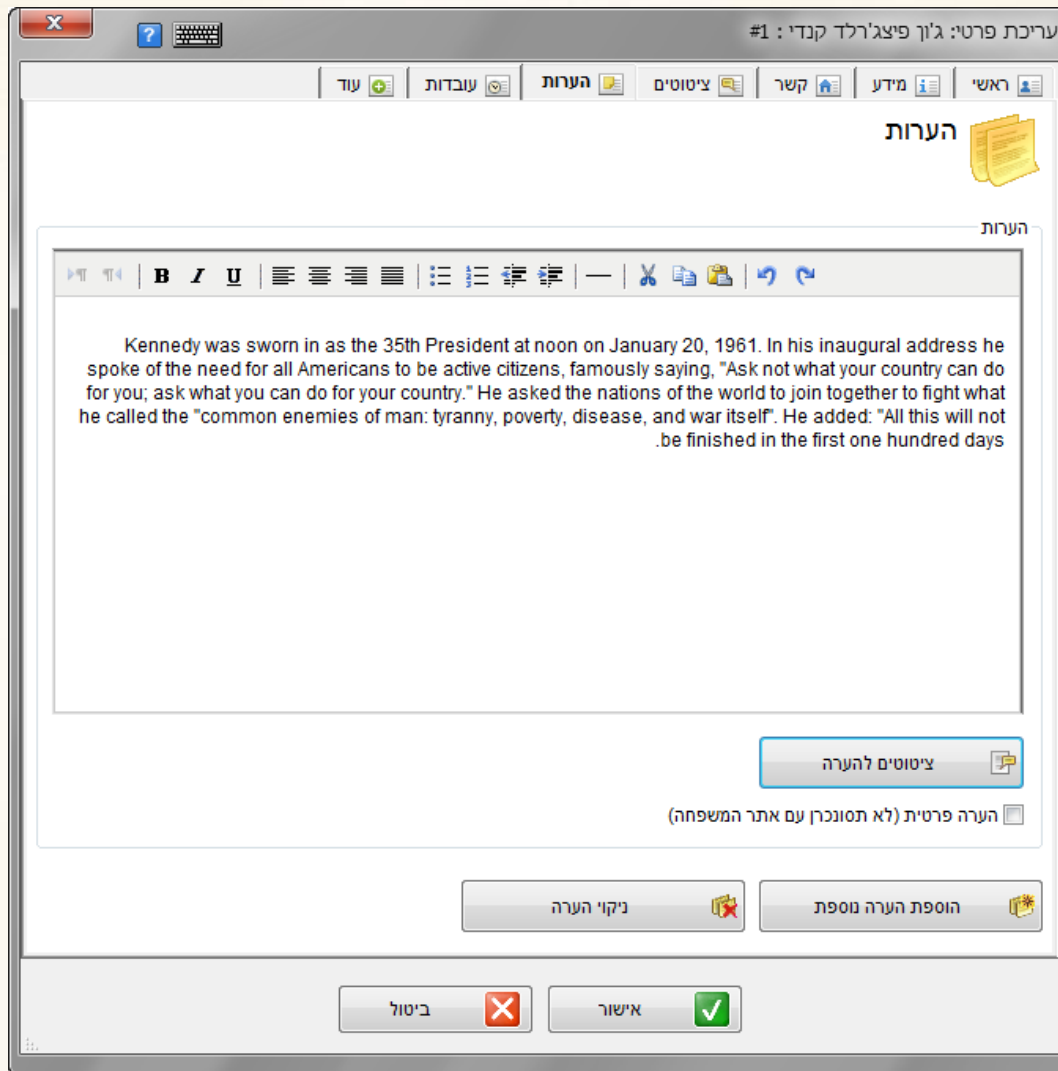 עריכת פרטי: ג'ון פיצג'רלד קנדי : 1#
ראשי
מידע
קשר
ציטוטים
הערות
עובדות
עוד
הערות
הערות
Kennedy was sworn in as the 35th President at noon on January 20, 1961. In his inaugural address he
spoke of the need for all Americans to be active citizens, famously saying, "Ask not what your country can do
for you; ask what you can do for your country." He asked the nations of the world to join together to fight what
he called the "common enemies of man: tyranny, poverty, disease, and war itself". He added: "All this will not
.be finished in the first one hundred days
ציטוטים להערה
הערה פרטית (לא תסונכרן עם אתר המשפחה)
הוספת הערה נוספת
ניקוי הערה
אישור
ביטול